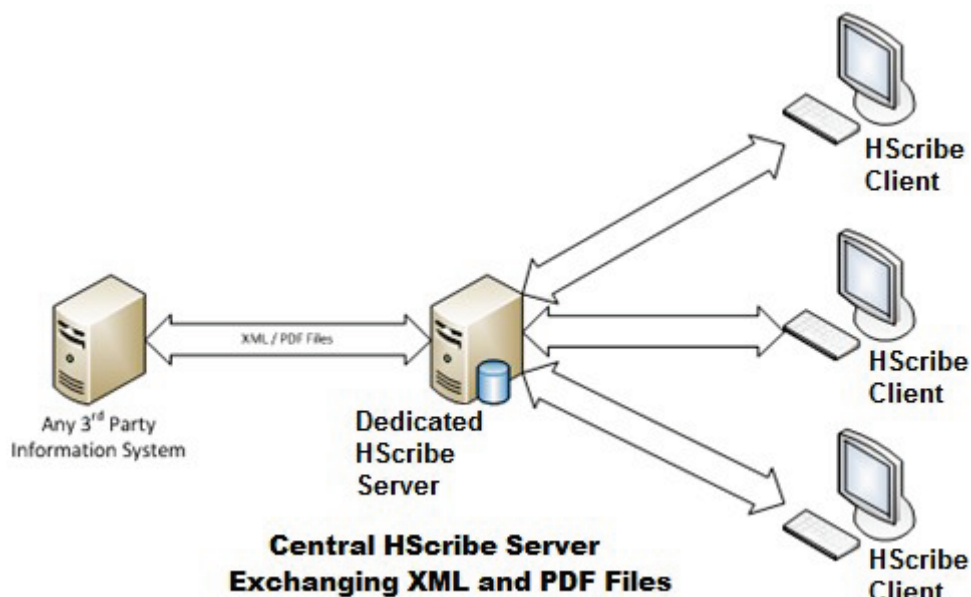 HScribe
Client
XML / PDF Files
HScribe
Client
Any 3rd Party
Information System
Dedicated
HScribe
Server
HScribe
Client
Central HScribe Server
Exchanging XML and PDF Files